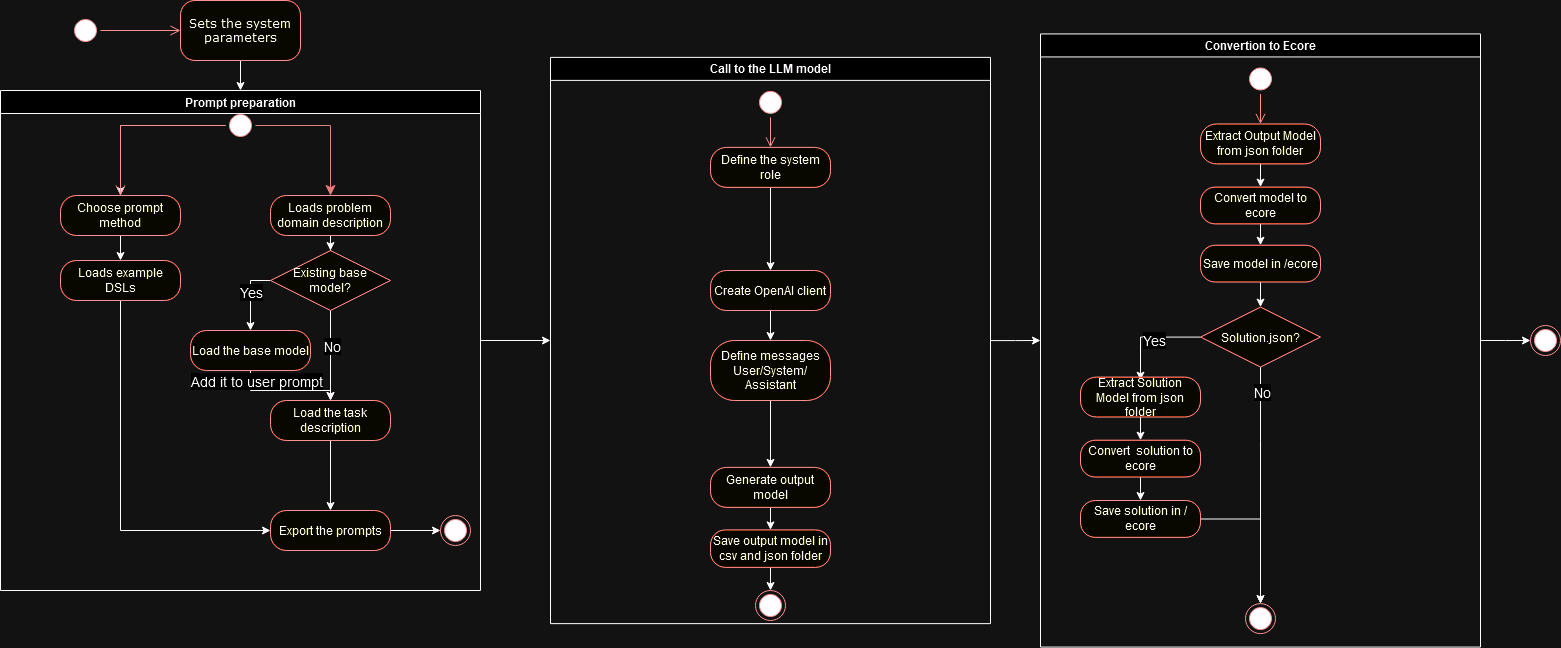 Sets the system
parameters
Prompt preparation
Choose prompt
method
Loads example
DSLs
Loads problem
domain description
Existing base
model?
Yes
No
Load the base model
Add it to user prompt
Load the task
description
Export the prompts
Call to the LLM model
Define the system
role
Create OpenAI client
Define messages
User/System/
Assistant
Generate output
model
Save output model in
csv and json folder
Convertion to Ecore
Extract Output Model
from json folder
Convert model to
ecore
Save model in /ecore
Solution.json?
Yes
No
Extract Solution
Model from json
folder
Convert solution to
ecore
Save solution in /
ecore